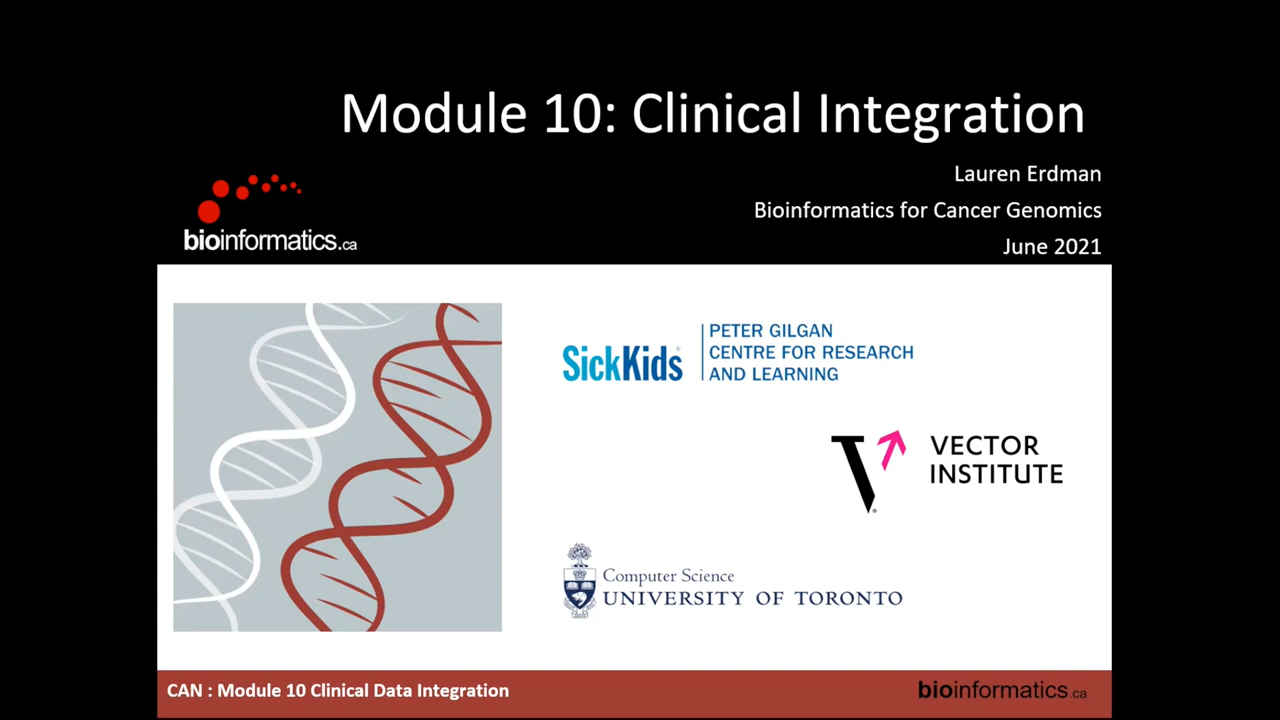 Module 10: Clinical Integration
Lauren Erdman
Bioinformatics for Cancer Genomics
June 2021
bioinformatics.ca
SickKids®
PETER GILGAN
CENTRE FOR RESEARCH
AND LEARNING
VECTOR
INSTITUTE
Computer Science
UNIVERSITY OF TORONTO
CAN : Module 10 Clinical Data Integration
bioinformatics.ca